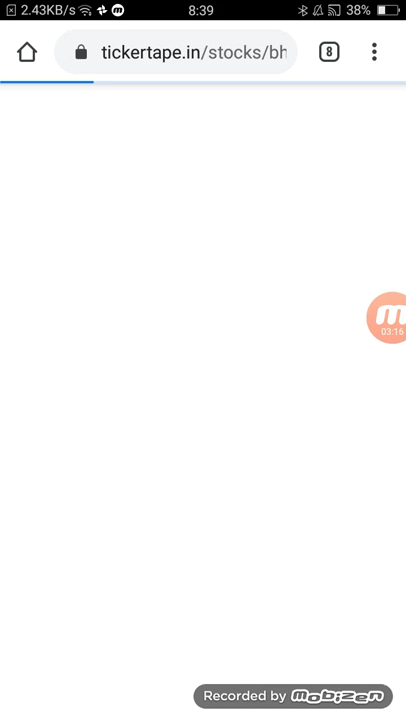 2.43KB/s
8:39
38%
tickertape.in/stocks/bh
8
03:16
Recorded by mobizen